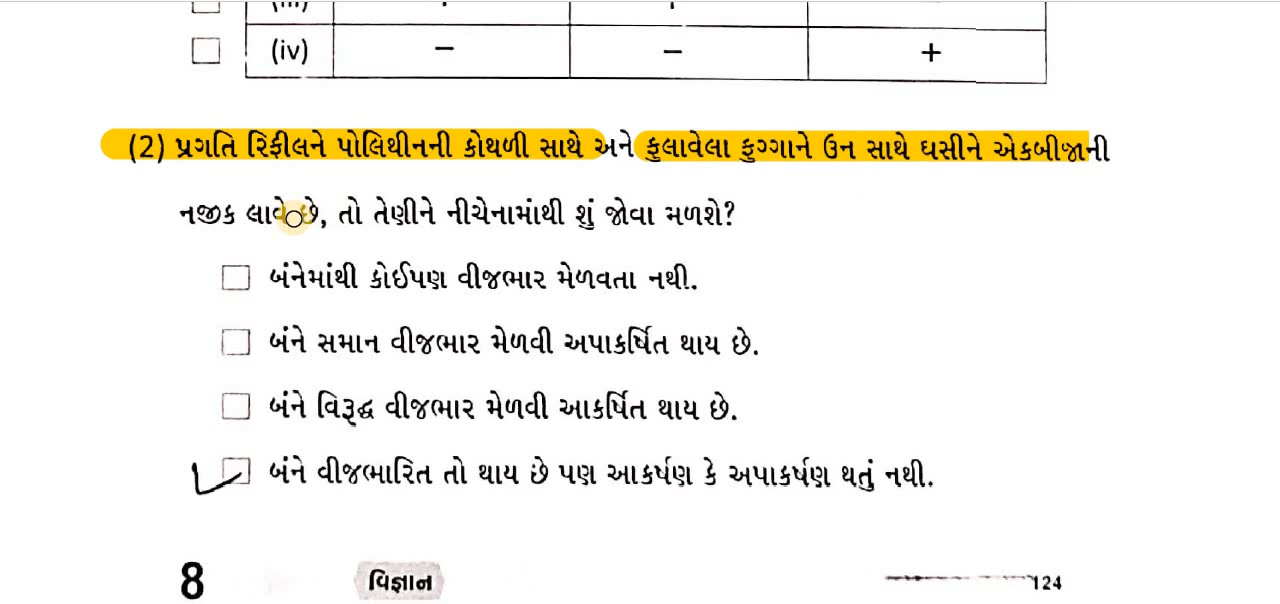 (iv) – – +
(2) પ્રગતિ રિફીલને પોલિથીનની કોથળી સાથે અને ફુલાવેલા ફુગ્ગાને ઉન સાથે ઘસીને એકબીજાની
નજીક લાવે છે, તો તેણીને નીચેનામાંથી શું જોવા મળશે?
બંનેમાંથી કોઈપણ વીજભાર મેળવતા નથી.
બંને સમાન વીજભાર મેળવી અપાકર્ષિત થાય છે.
બંને વિરૂદ્ધ વીજભાર મેળવી આકર્ષિત થાય છે.
બંને વીજભારિત તો થાય છે પણ આકર્ષણ કે અપાકર્ષણ થતું નથી.
8 વિજ્ઞાન 124